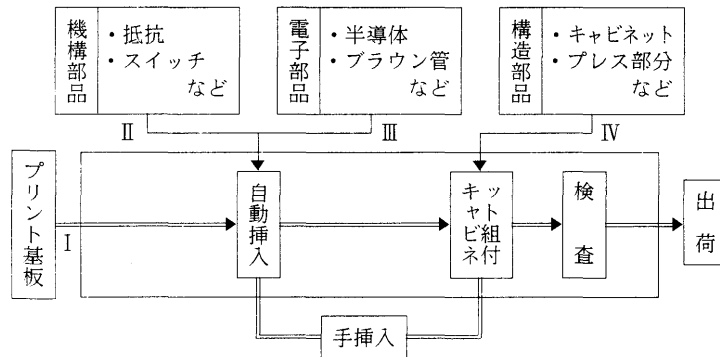 機構部品
・抵抗
・スイッチ
など
電子部品
・半導体
・ブラウン管
など
構造部品
・キャビネット
・プレス部分
など
II
III
IV
プリント基板
I
自動挿入
キャビネ
ット組付
検査
出荷
手挿入